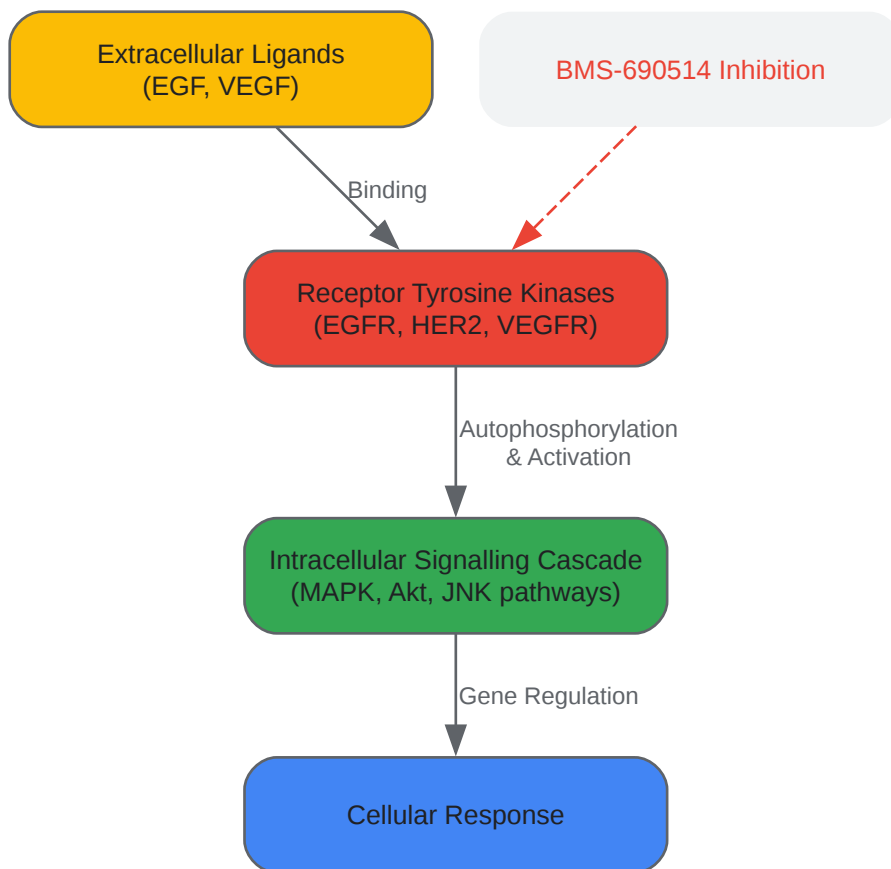 Extracellular Ligands
(EGF, VEGF)
BMS-690514 Inhibition
Binding
Receptor Tyrosine Kinases
(EGFR, HER2, VEGFR)
Autophosphorylation
& Activation
Intracellular Signalling Cascade
(MAPK, Akt, JNK pathways)
Gene Regulation
Cellular Response